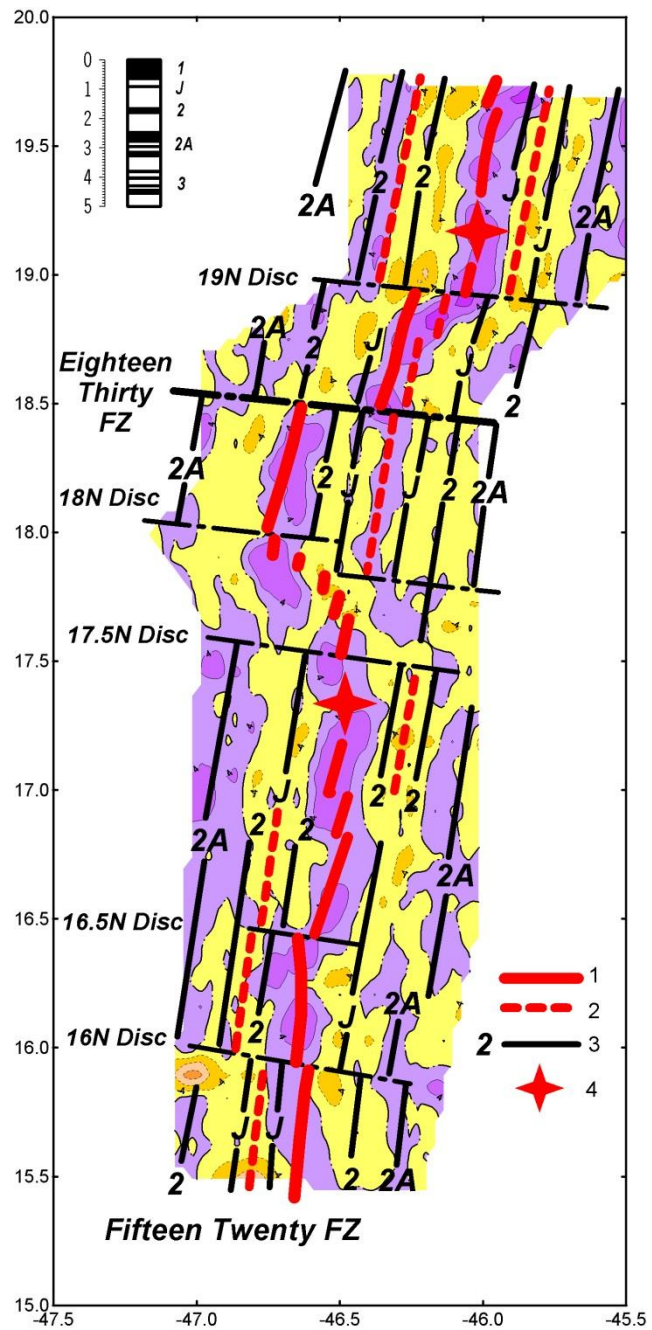 20.0
19.5
19.0
18.5
18.0
17.5
17.0
16.5
16.0
15.5
15.0
-47.5
-47.0
-46.5
-46.0
-45.5
0
1
2
3
4
5
1
J
2
2A
3
2A
2
2
J
J
2A
19N Disc
2A
2
J
J
2
Eighteen
Thirty
FZ
2A
2
J
J
2
2A
18N Disc
17.5N Disc
J
2
2
2A
2
2
2A
16.5N Disc
2
J
2A
16N Disc
2
J
J
2
2A
Fifteen Twenty FZ
1
2
2 3
4